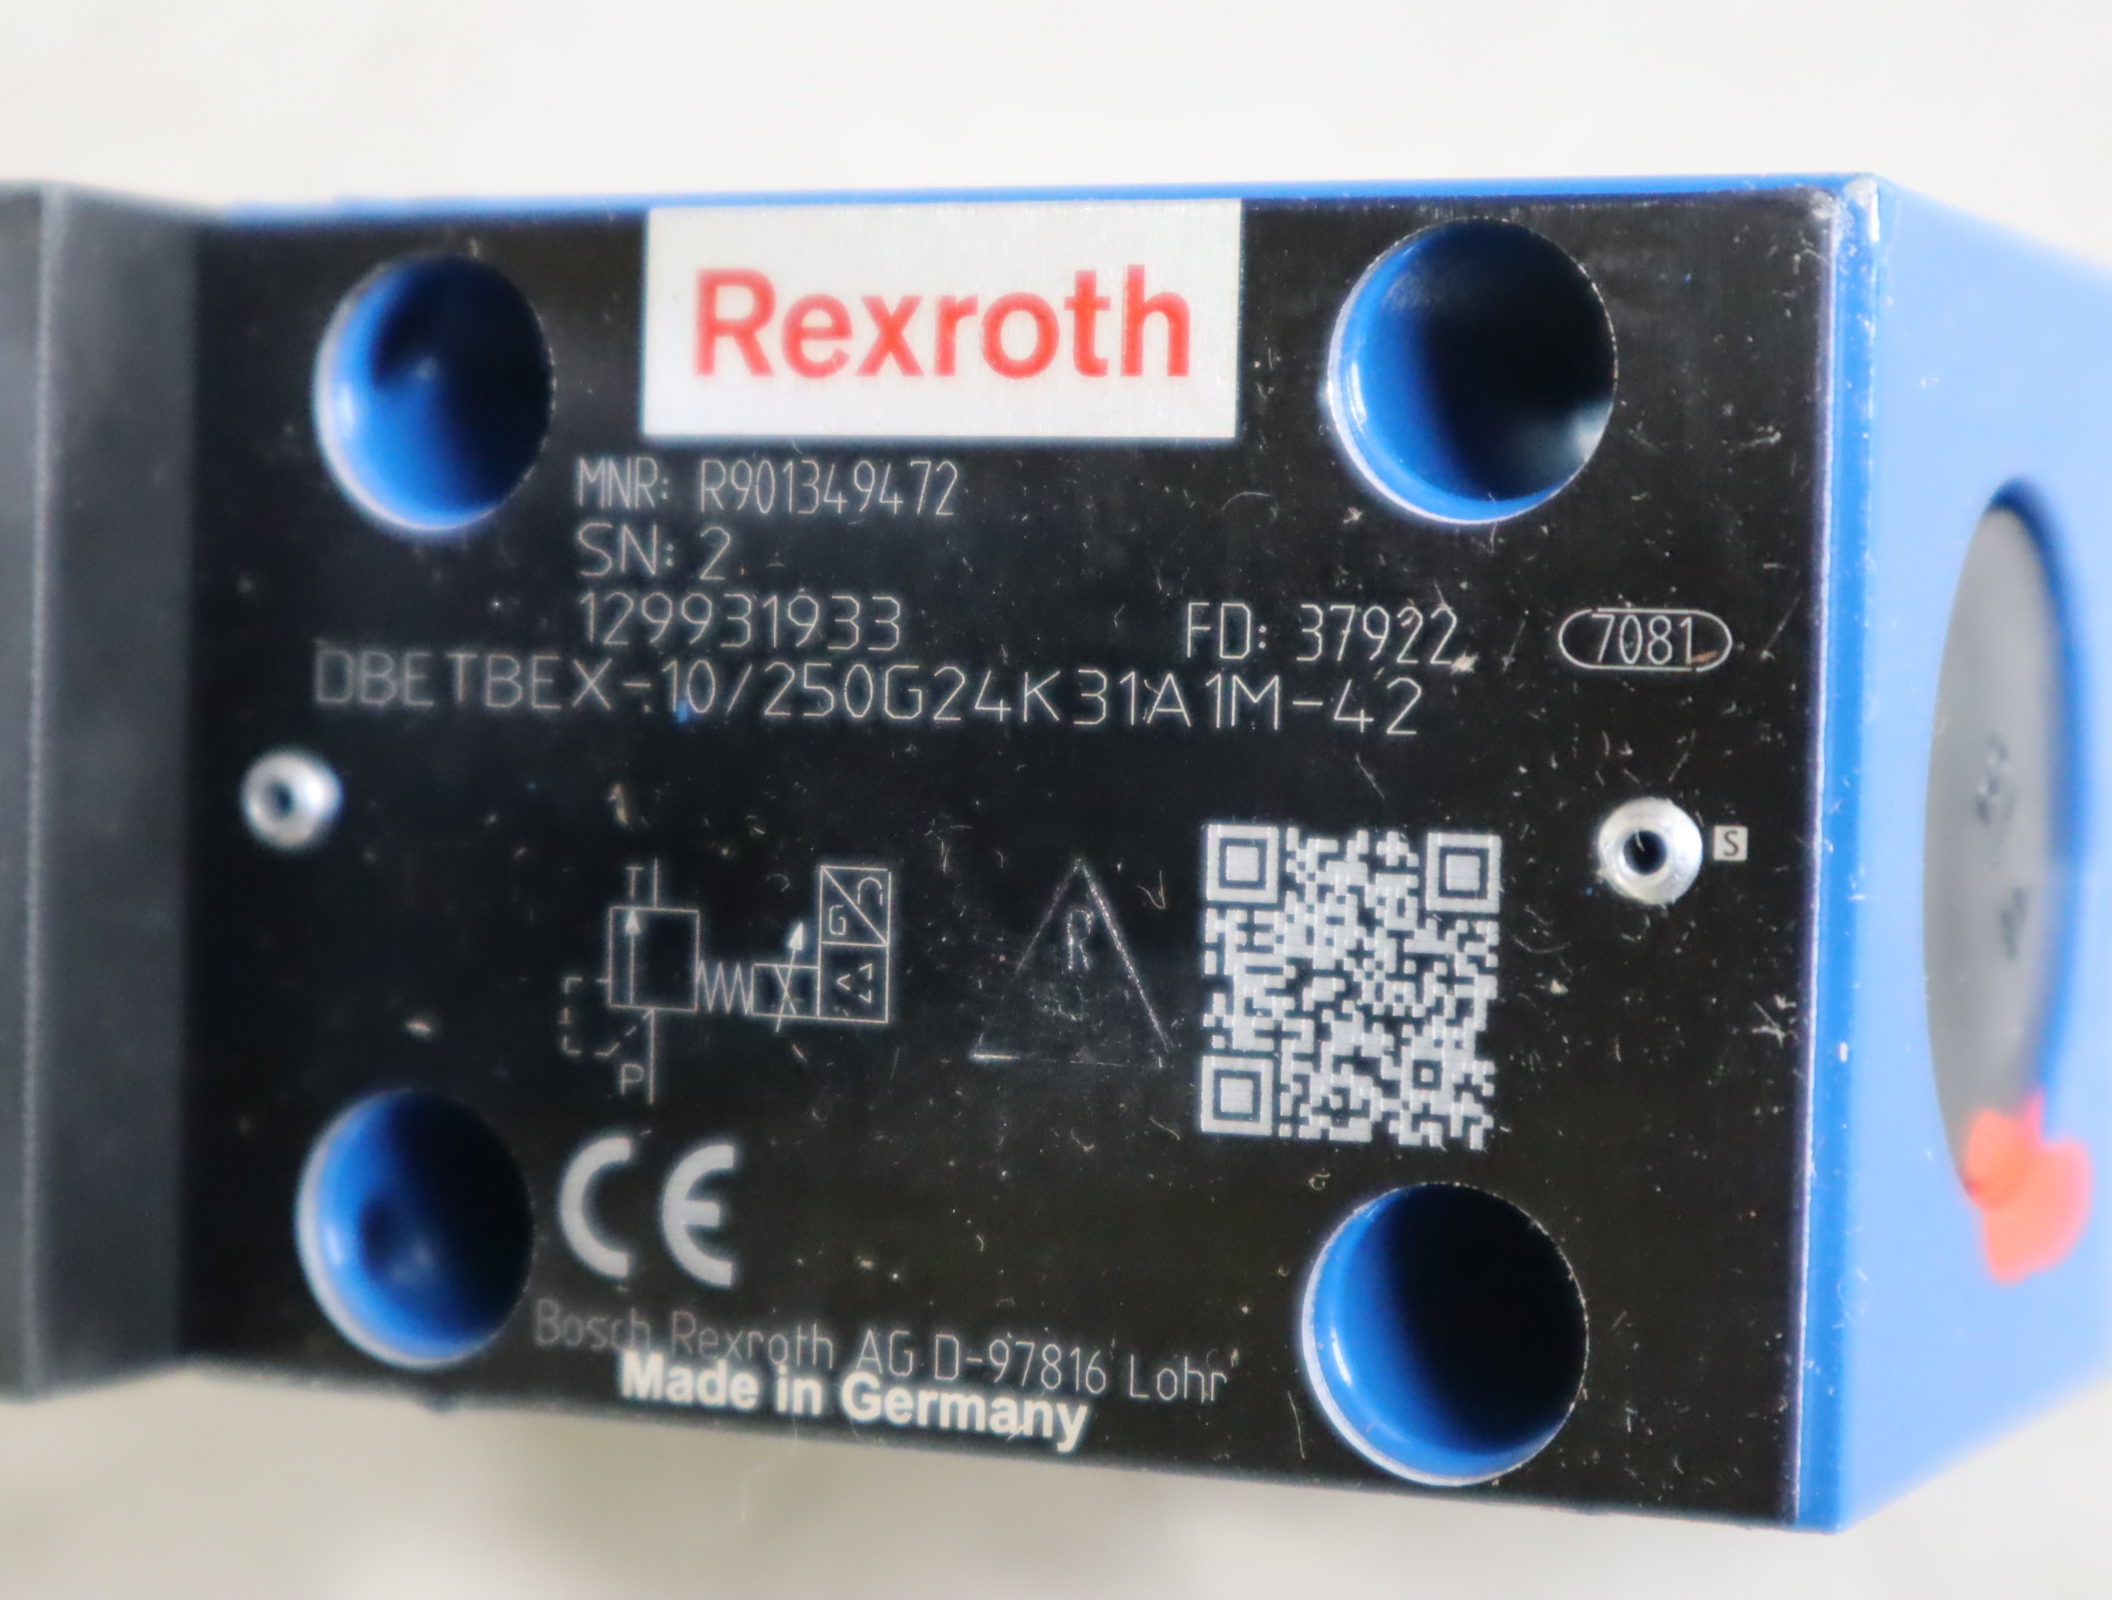 Rexroth
MNR: R901349472
SN: 2
129931933 FD: 37922 7081
DBETBEX-10/250G24K31A1M-42
S
T
R
P
CE
Bosch Rexroth AG D-97816 Lohr
Made in Germany